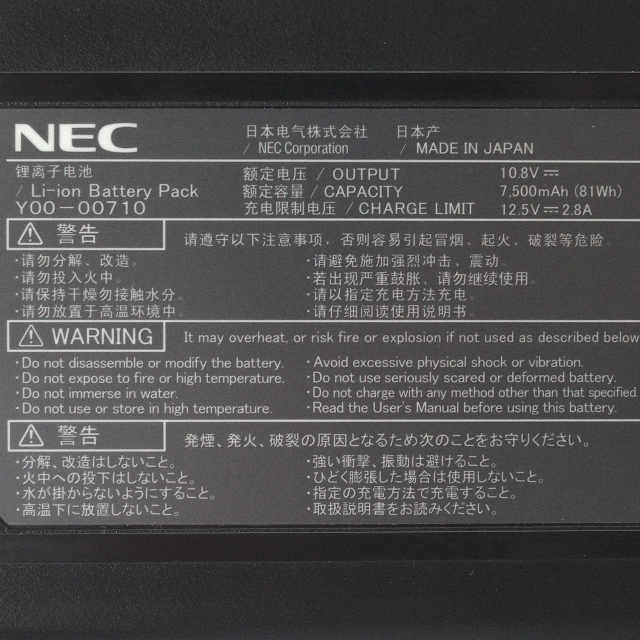 NEC
日本电气株式会社 日本产
/ NEC Corporation / MADE IN JAPAN
锂离子电池
/ Li-ion Battery Pack
Y00-00710
额定电压 / OUTPUT 10.8V⎓
额定容量 / CAPACITY 7,500mAh (81Wh)
充电限制电压 / CHARGE LIMIT 12.5V⎓2.8A
⚠ 警告 请遵守以下注意事项，否则容易引起冒烟、起火、破裂等危险。
·请勿分解、改造。
·请勿投入火中。
·请保持干燥勿接触水分。
·请勿放置于高温环境中。
·请避免施加强烈冲击、震动。
·若出现严重鼓胀、请勿继续使用。
·请以指定充电方法充电。
·请仔细阅读使用说明书。
⚠ WARNING It may overheat, or risk fire or explosion if not used as described below
·Do not disassemble or modify the battery.
·Do not expose to fire or high temperature.
·Do not immerse in water.
·Do not use or store in high temperature.
·Avoid excessive physical shock or vibration.
·Do not use seriously scared or deformed battery.
·Do not charge with any method other than that specified.
·Read the User's Manual before using this battery.
⚠ 警告 発煙、発火、破裂の原因となるため次のことをお守りください。
·分解、改造はしないこと。
·火中への投下はしないこと。
·水が掛からないようにすること。
·高温下に放置しないこと。
·強い衝撃、振動は避けること。
·ひどく膨張した場合は使用しないこと。
·指定の充電方法で充電すること。
·取扱説明書をお読みください。